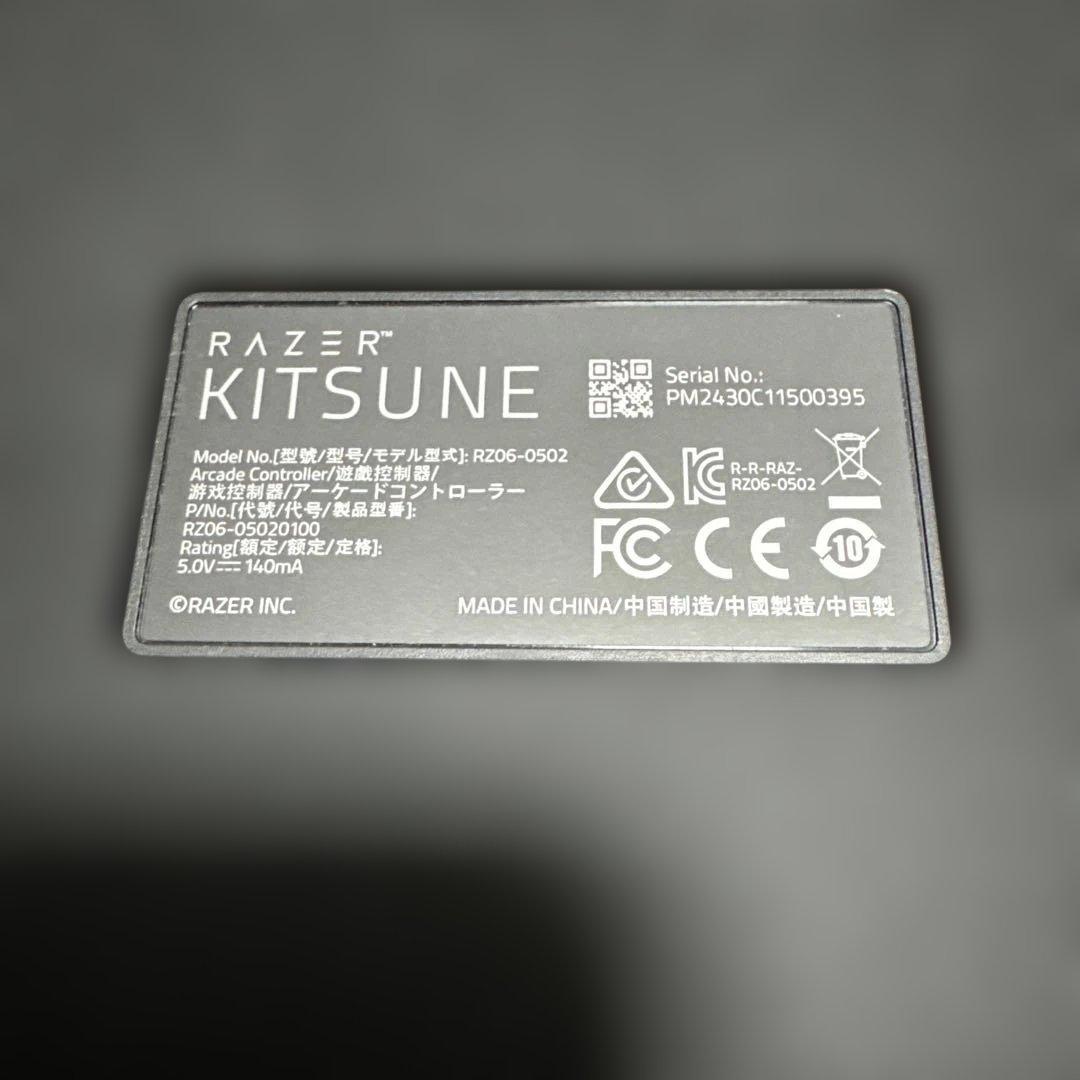 RAZER™
KITSUNE
Serial No.:
PM2430C11500395
Model No.[型號/型号/モデル型式]: RZ06-0502
Arcade Controller/遊戲控制器/
游戏控制器/アーケードコントローラー
P/No.[代號/代号/製品型番]:
RZ06-05020100
Rating[額定/额定/定格]:
5.0V⎓ 140mA
R-R-RAZ-
RZ06-0502
FC CE 10
©RAZER INC.
MADE IN CHINA/中国制造/中國製造/中国製